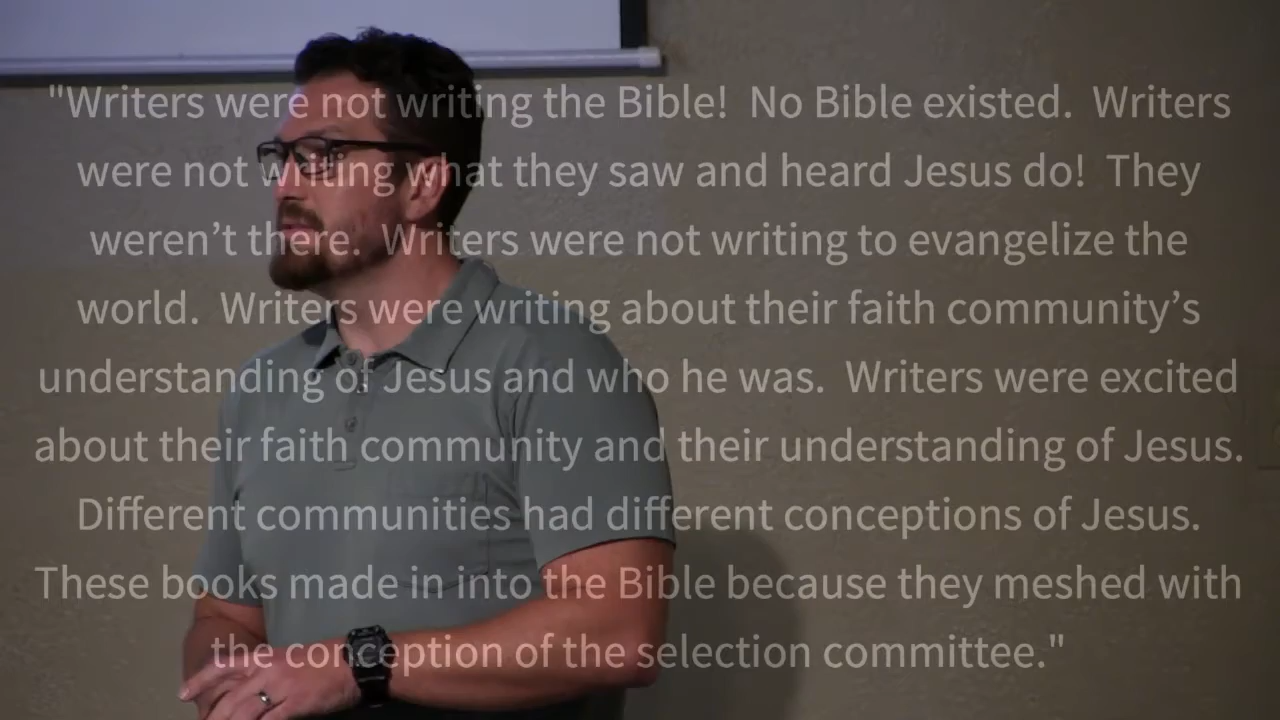 "Writers were not writing the Bible!  No Bible existed.  Writers
were not writing what they saw and heard Jesus do!  They
weren’t there.  Writers were not writing to evangelize the
world.  Writers were writing about their faith community’s
understanding of Jesus and who he was.  Writers were excited
about their faith community and their understanding of Jesus.
Different communities had different conceptions of Jesus.
These books made in into the Bible because they meshed with
the conception of the selection committee."